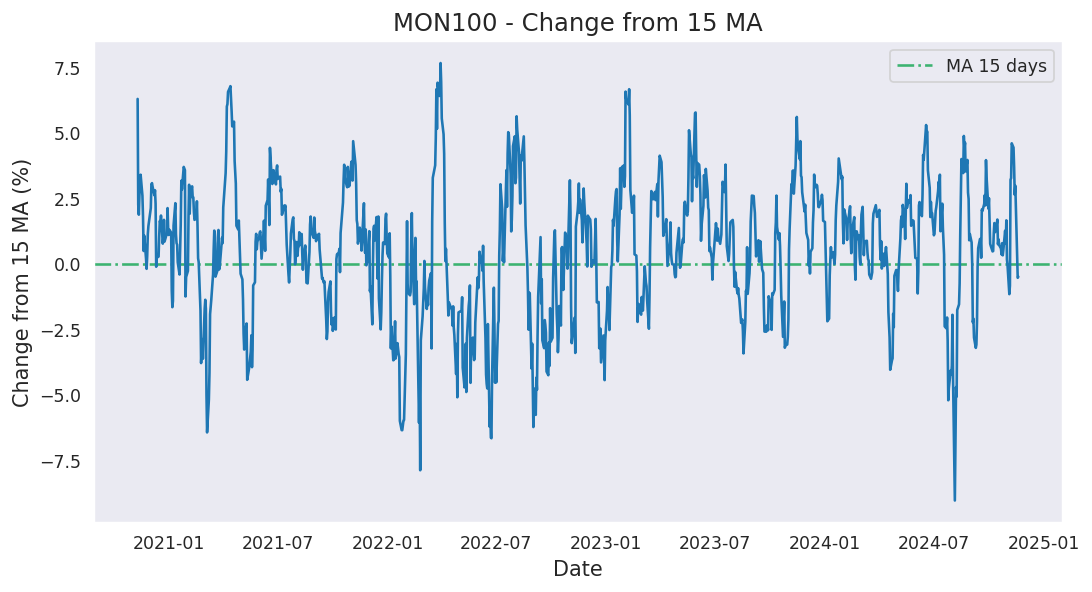 MON100 - Change from 15 MA
MA 15 days
Change from 15 MA (%)
7.5
5.0
2.5
0.0
−2.5
−5.0
−7.5
2021-01 2021-07 2022-01 2022-07 2023-01 2023-07 2024-01 2024-07 2025-01
Date